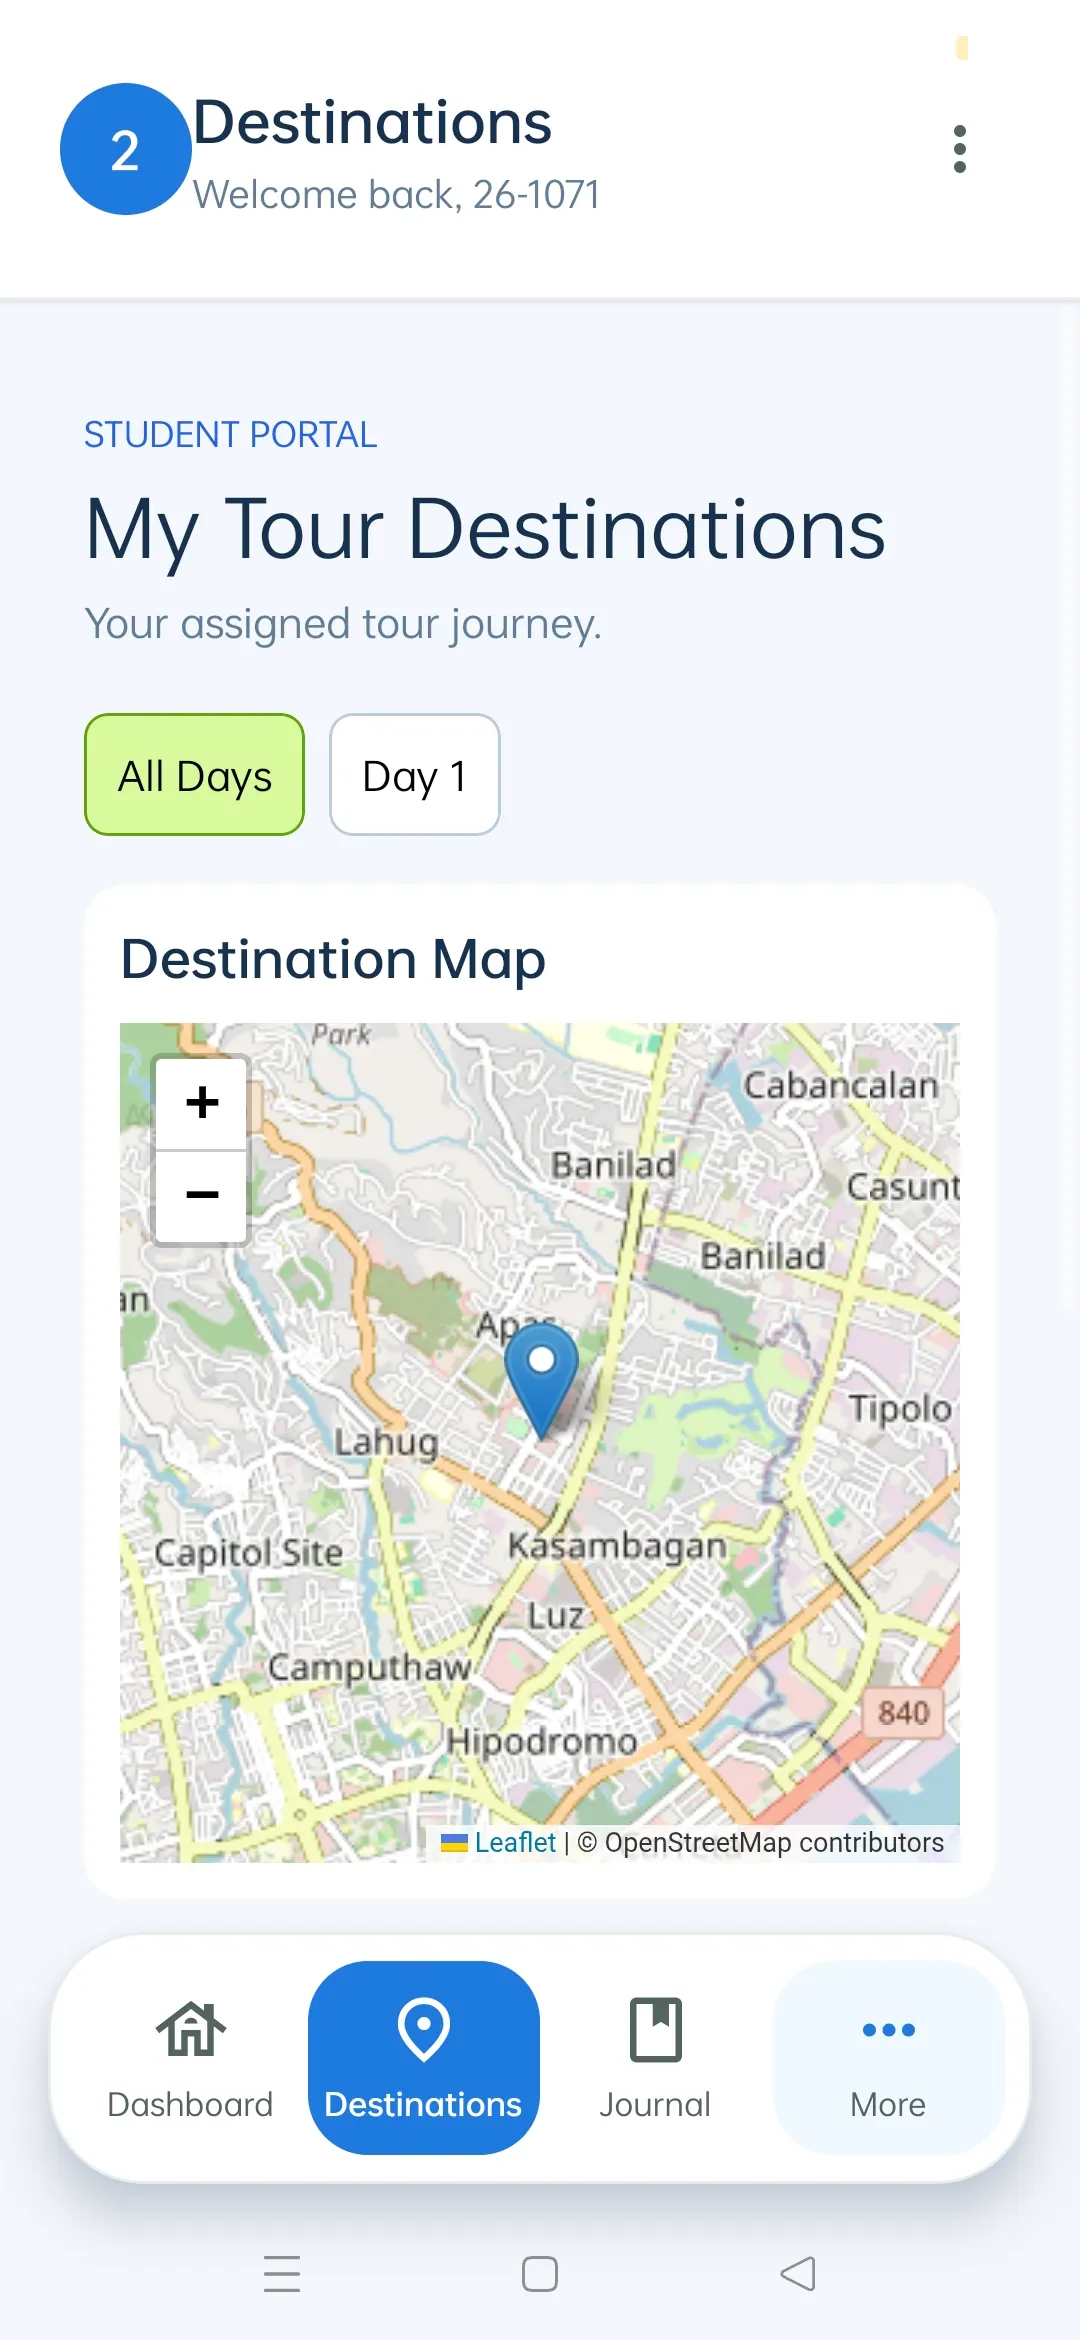 2
Destinations
Welcome back, 26-1071
STUDENT PORTAL
My Tour Destinations
Your assigned tour journey.
All Days
Day 1
Destination Map
Park
+
−
Cabancalan
Banilad
Casunt
Banilad
an
Apas
Tipolo
Lahug
Kasambagan
Capitol Site
Luz
Camputhaw
840
Hipodromo
Leaflet | © OpenStreetMap contributors
Dashboard
Destinations
Journal
More